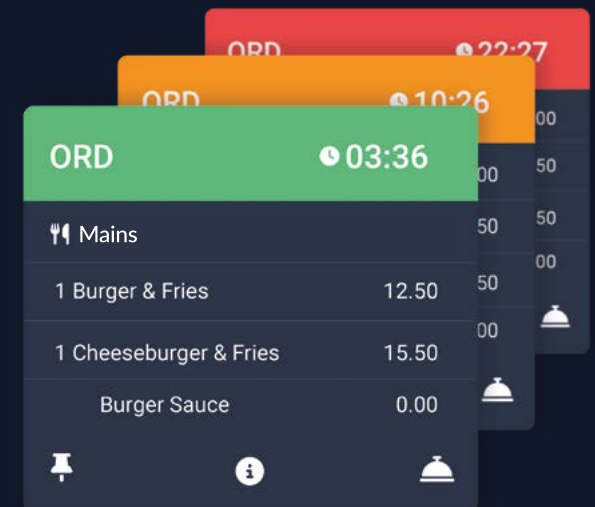 ORD 22:27
ORD 10:26
ORD 03:36
Mains
1 Burger & Fries 12.50
1 Cheeseburger & Fries 15.50
Burger Sauce 0.00
00
50
50
00
00
50
50
00